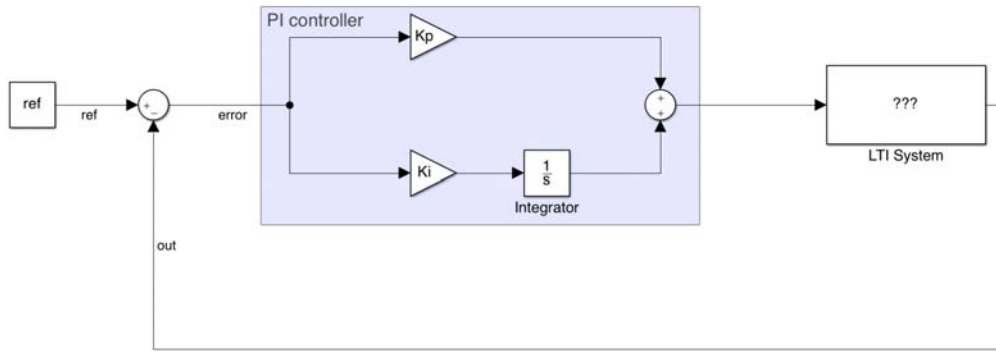 PI controller
Kp
ref
+
−
ref
error
+
+
???
LTI System
Ki
1
s
Integrator
out